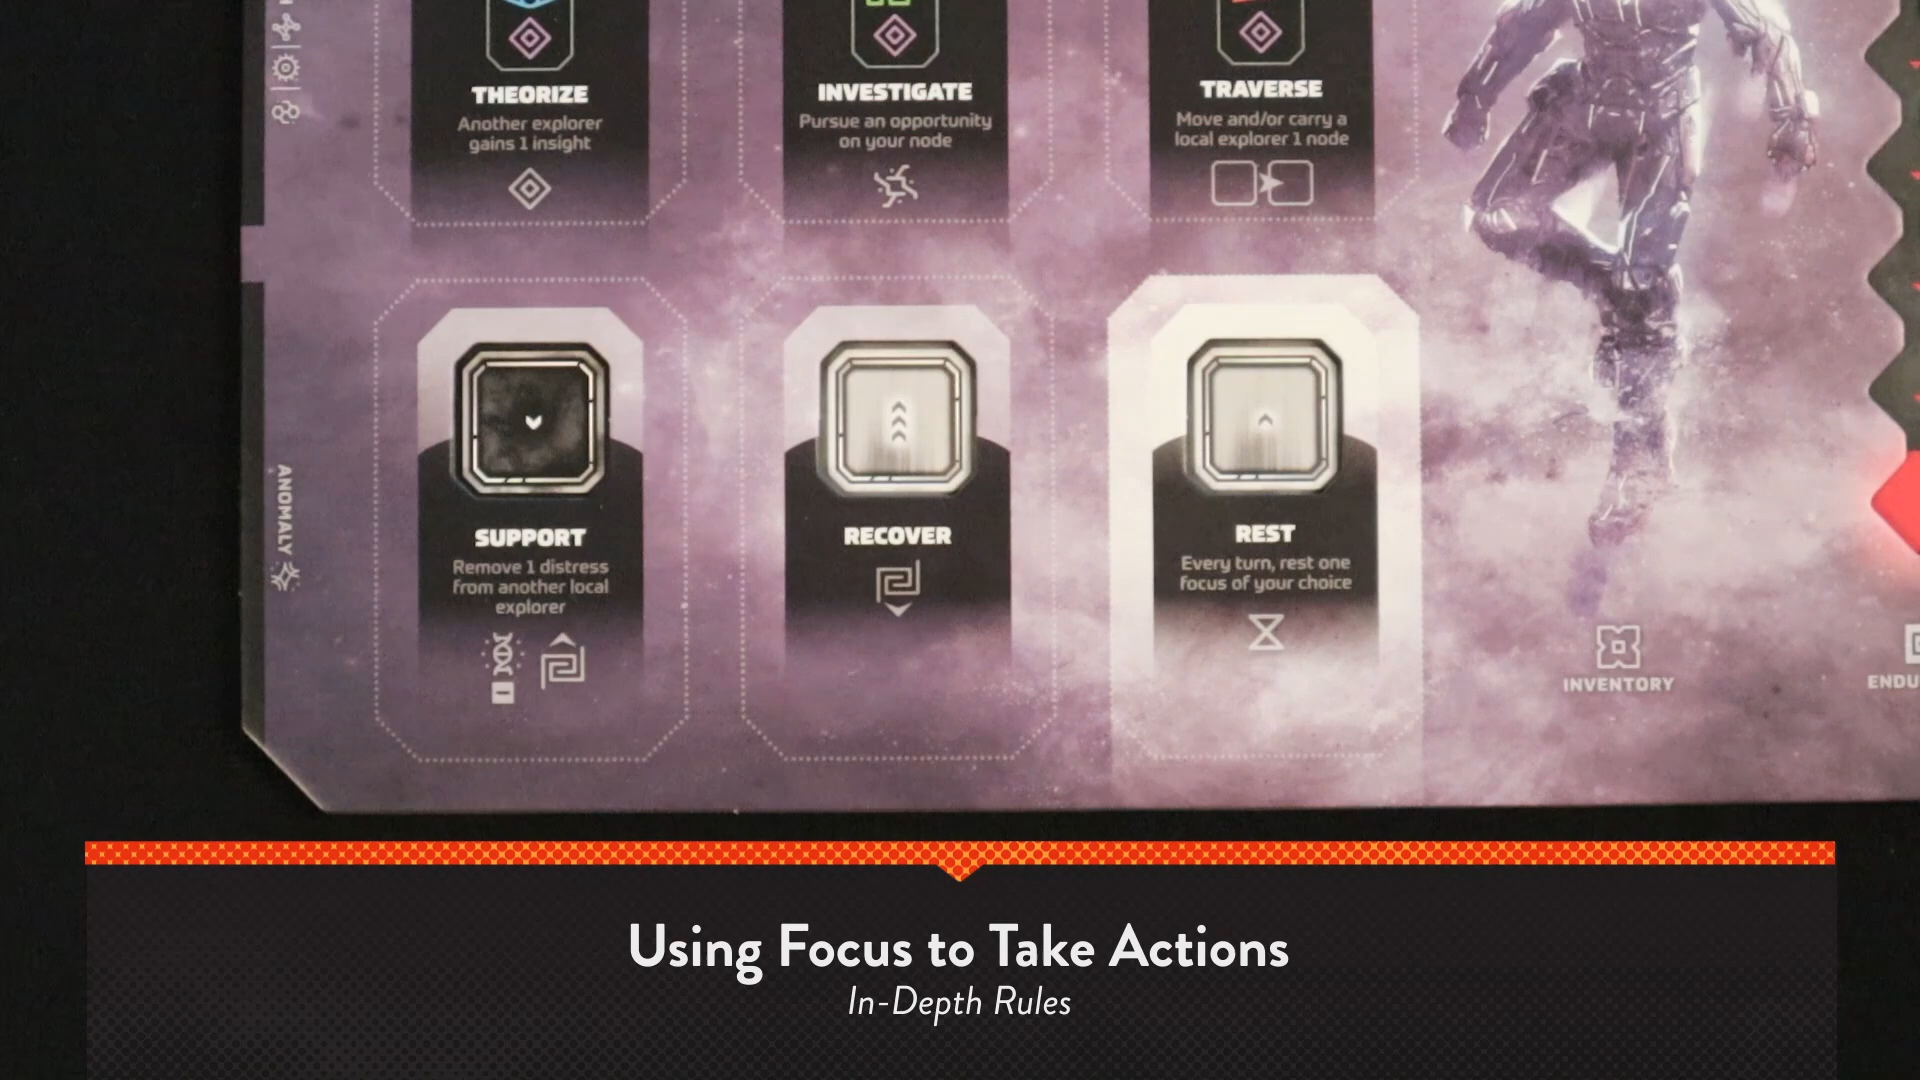 THEORIZE
Another explorer
gains 1 insight
INVESTIGATE
Pursue an opportunity
on your node
TRAVERSE
Move and/or carry a
local explorer 1 node
SUPPORT
Remove 1 distress
from another local
explorer
RECOVER
REST
Every turn, rest one
focus of your choice
ANOMALY
INVENTORY
Using Focus to Take Actions
In-Depth Rules